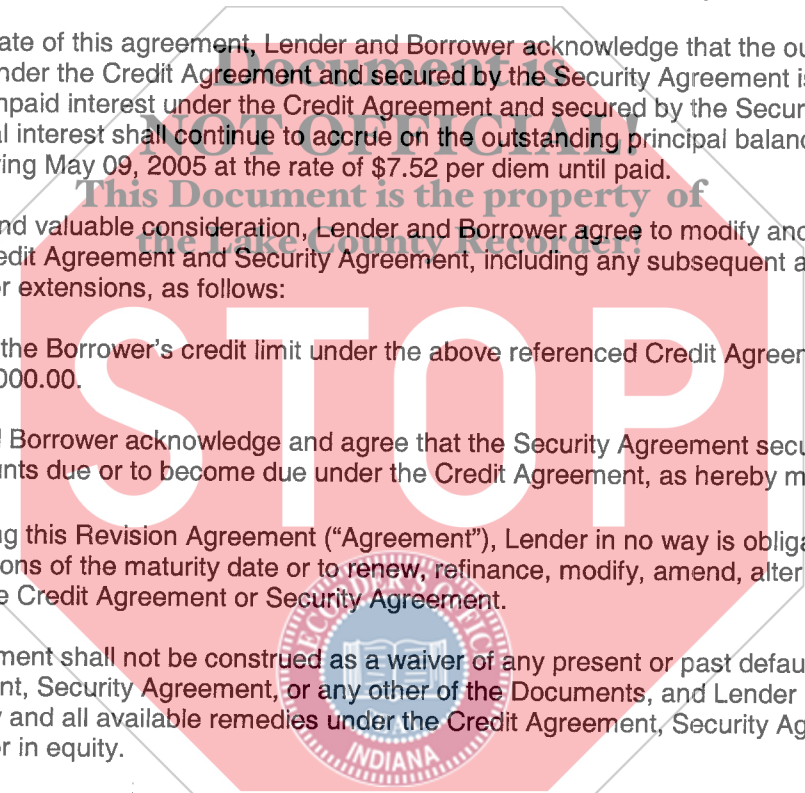 ate of this agreement, Lender and Borrower acknowledge that the ou
nder the Credit Agreement and secured by the Security Agreement is
npaid interest under the Credit Agreement and secured by the Secur
al interest shall continue to accrue on the outstanding principal balanc
ing May 09, 2005 at the rate of $7.52 per diem until paid.
nd valuable consideration, Lender and Borrower agree to modify and
edit Agreement and Security Agreement, including any subsequent a
r extensions, as follows:
the Borrower's credit limit under the above referenced Credit Agreem
000.00.
Borrower acknowledge and agree that the Security Agreement secu
nts due or to become due under the Credit Agreement, as hereby m
g this Revision Agreement ("Agreement"), Lender in no way is obliga
ons of the maturity date or to renew, refinance, modify, amend, alter
e Credit Agreement or Security Agreement.
ment shall not be construed as a waiver of any present or past defau
nt, Security Agreement, or any other of the Documents, and Lender
y and all available remedies under the Credit Agreement, Security Ag
r in equity.
Document is
NOT OFFICIAL!
This Document is the property of
the Lake County Recorder!
STOP
RECORDER'S OFFICE
INDIANA